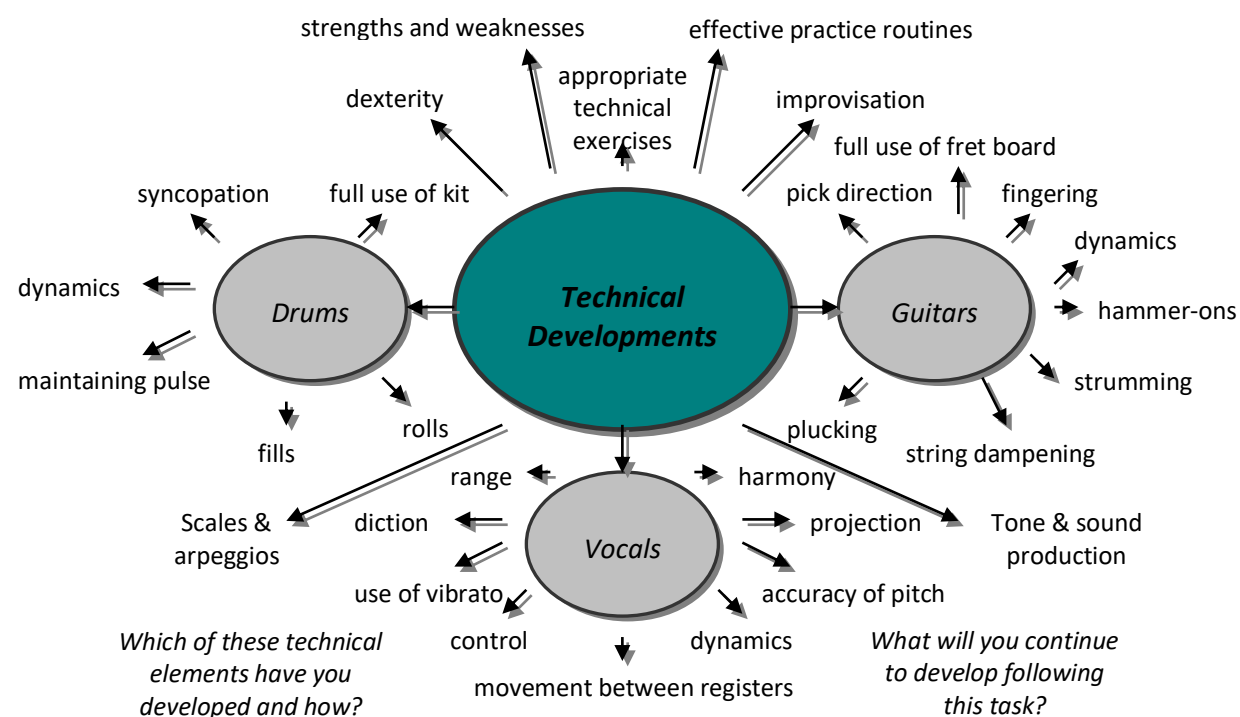 strengths and weaknesses
effective practice routines
appropriate
technical
exercises
dexterity
improvisation
full use of fret board
syncopation
full use of kit
pick direction
fingering
dynamics
dynamics
hammer-ons
Drums
Technical
Developments
Guitars
maintaining pulse
strumming
fills
rolls
plucking
string dampening
range
harmony
Scales &
arpeggios
diction
projection
Tone & sound
production
Vocals
use of vibrato
accuracy of pitch
control
dynamics
movement between registers
Which of these technical
elements have you
developed and how?
What will you continue
to develop following
this task?